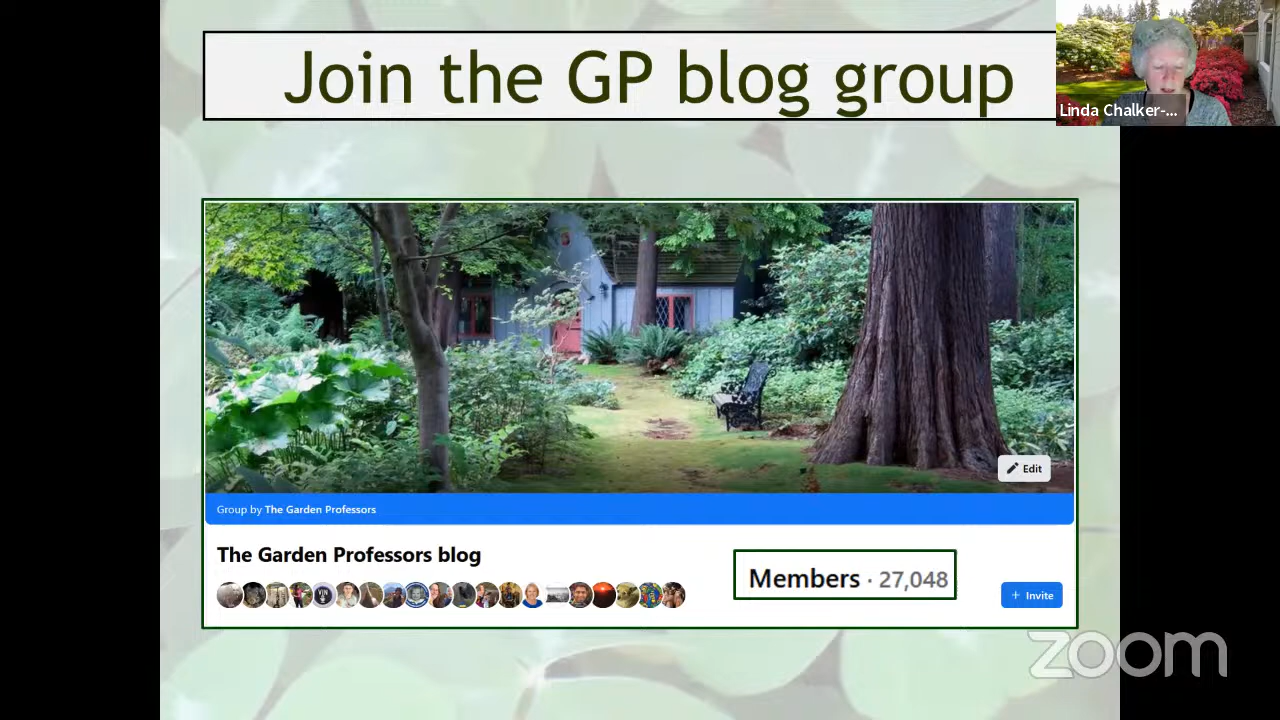 Join the GP blog group
Linda Chalker-...
Edit
Group by The Garden Professors
The Garden Professors blog
Members · 27,048
+ Invite
zoom